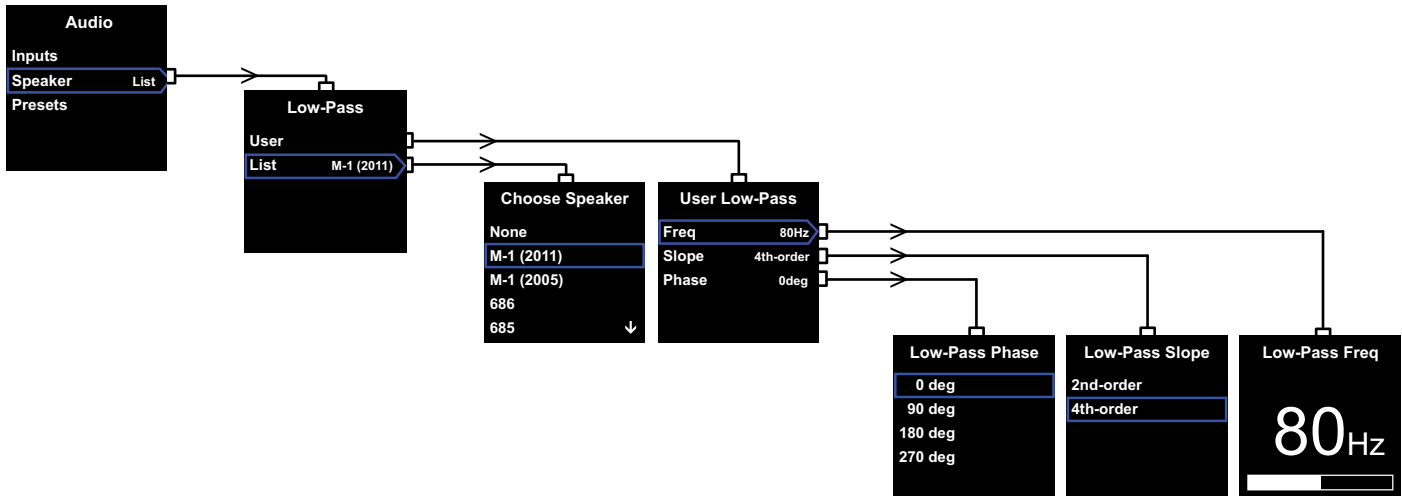 Audio
Inputs
Speaker List
Presets
Low-Pass
User
List M-1 (2011)
Choose Speaker
None
M-1 (2011)
M-1 (2005)
686
685
User Low-Pass
Freq 80Hz
Slope 4th-order
Phase 0deg
Low-Pass Phase
0 deg
90 deg
180 deg
270 deg
Low-Pass Slope
2nd-order
4th-order
Low-Pass Freq
80Hz